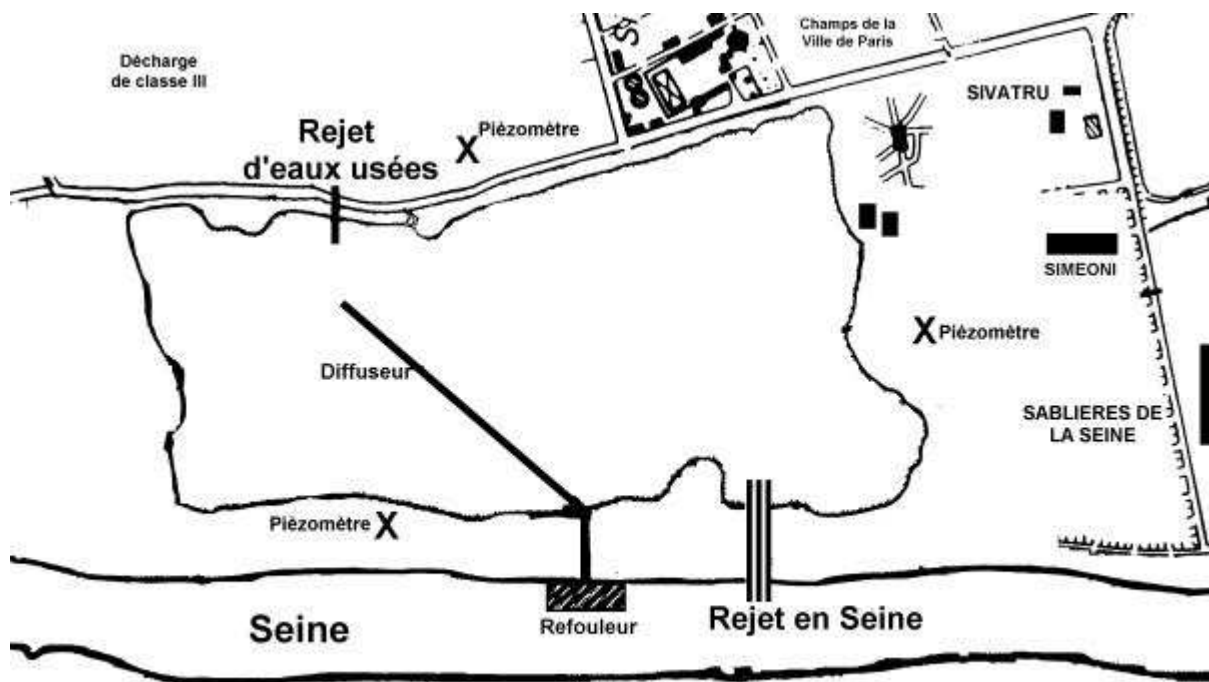 Champs de la
Ville de Paris
Décharge
de classe III
SIVATRU
Rejet
d'eaux usées
X Piézomètre
SIMEONI
X Piézomètre
Diffuseur
SABLIERES DE
LA SEINE
Piézomètre X
Seine
Refouleur
Rejet en Seine